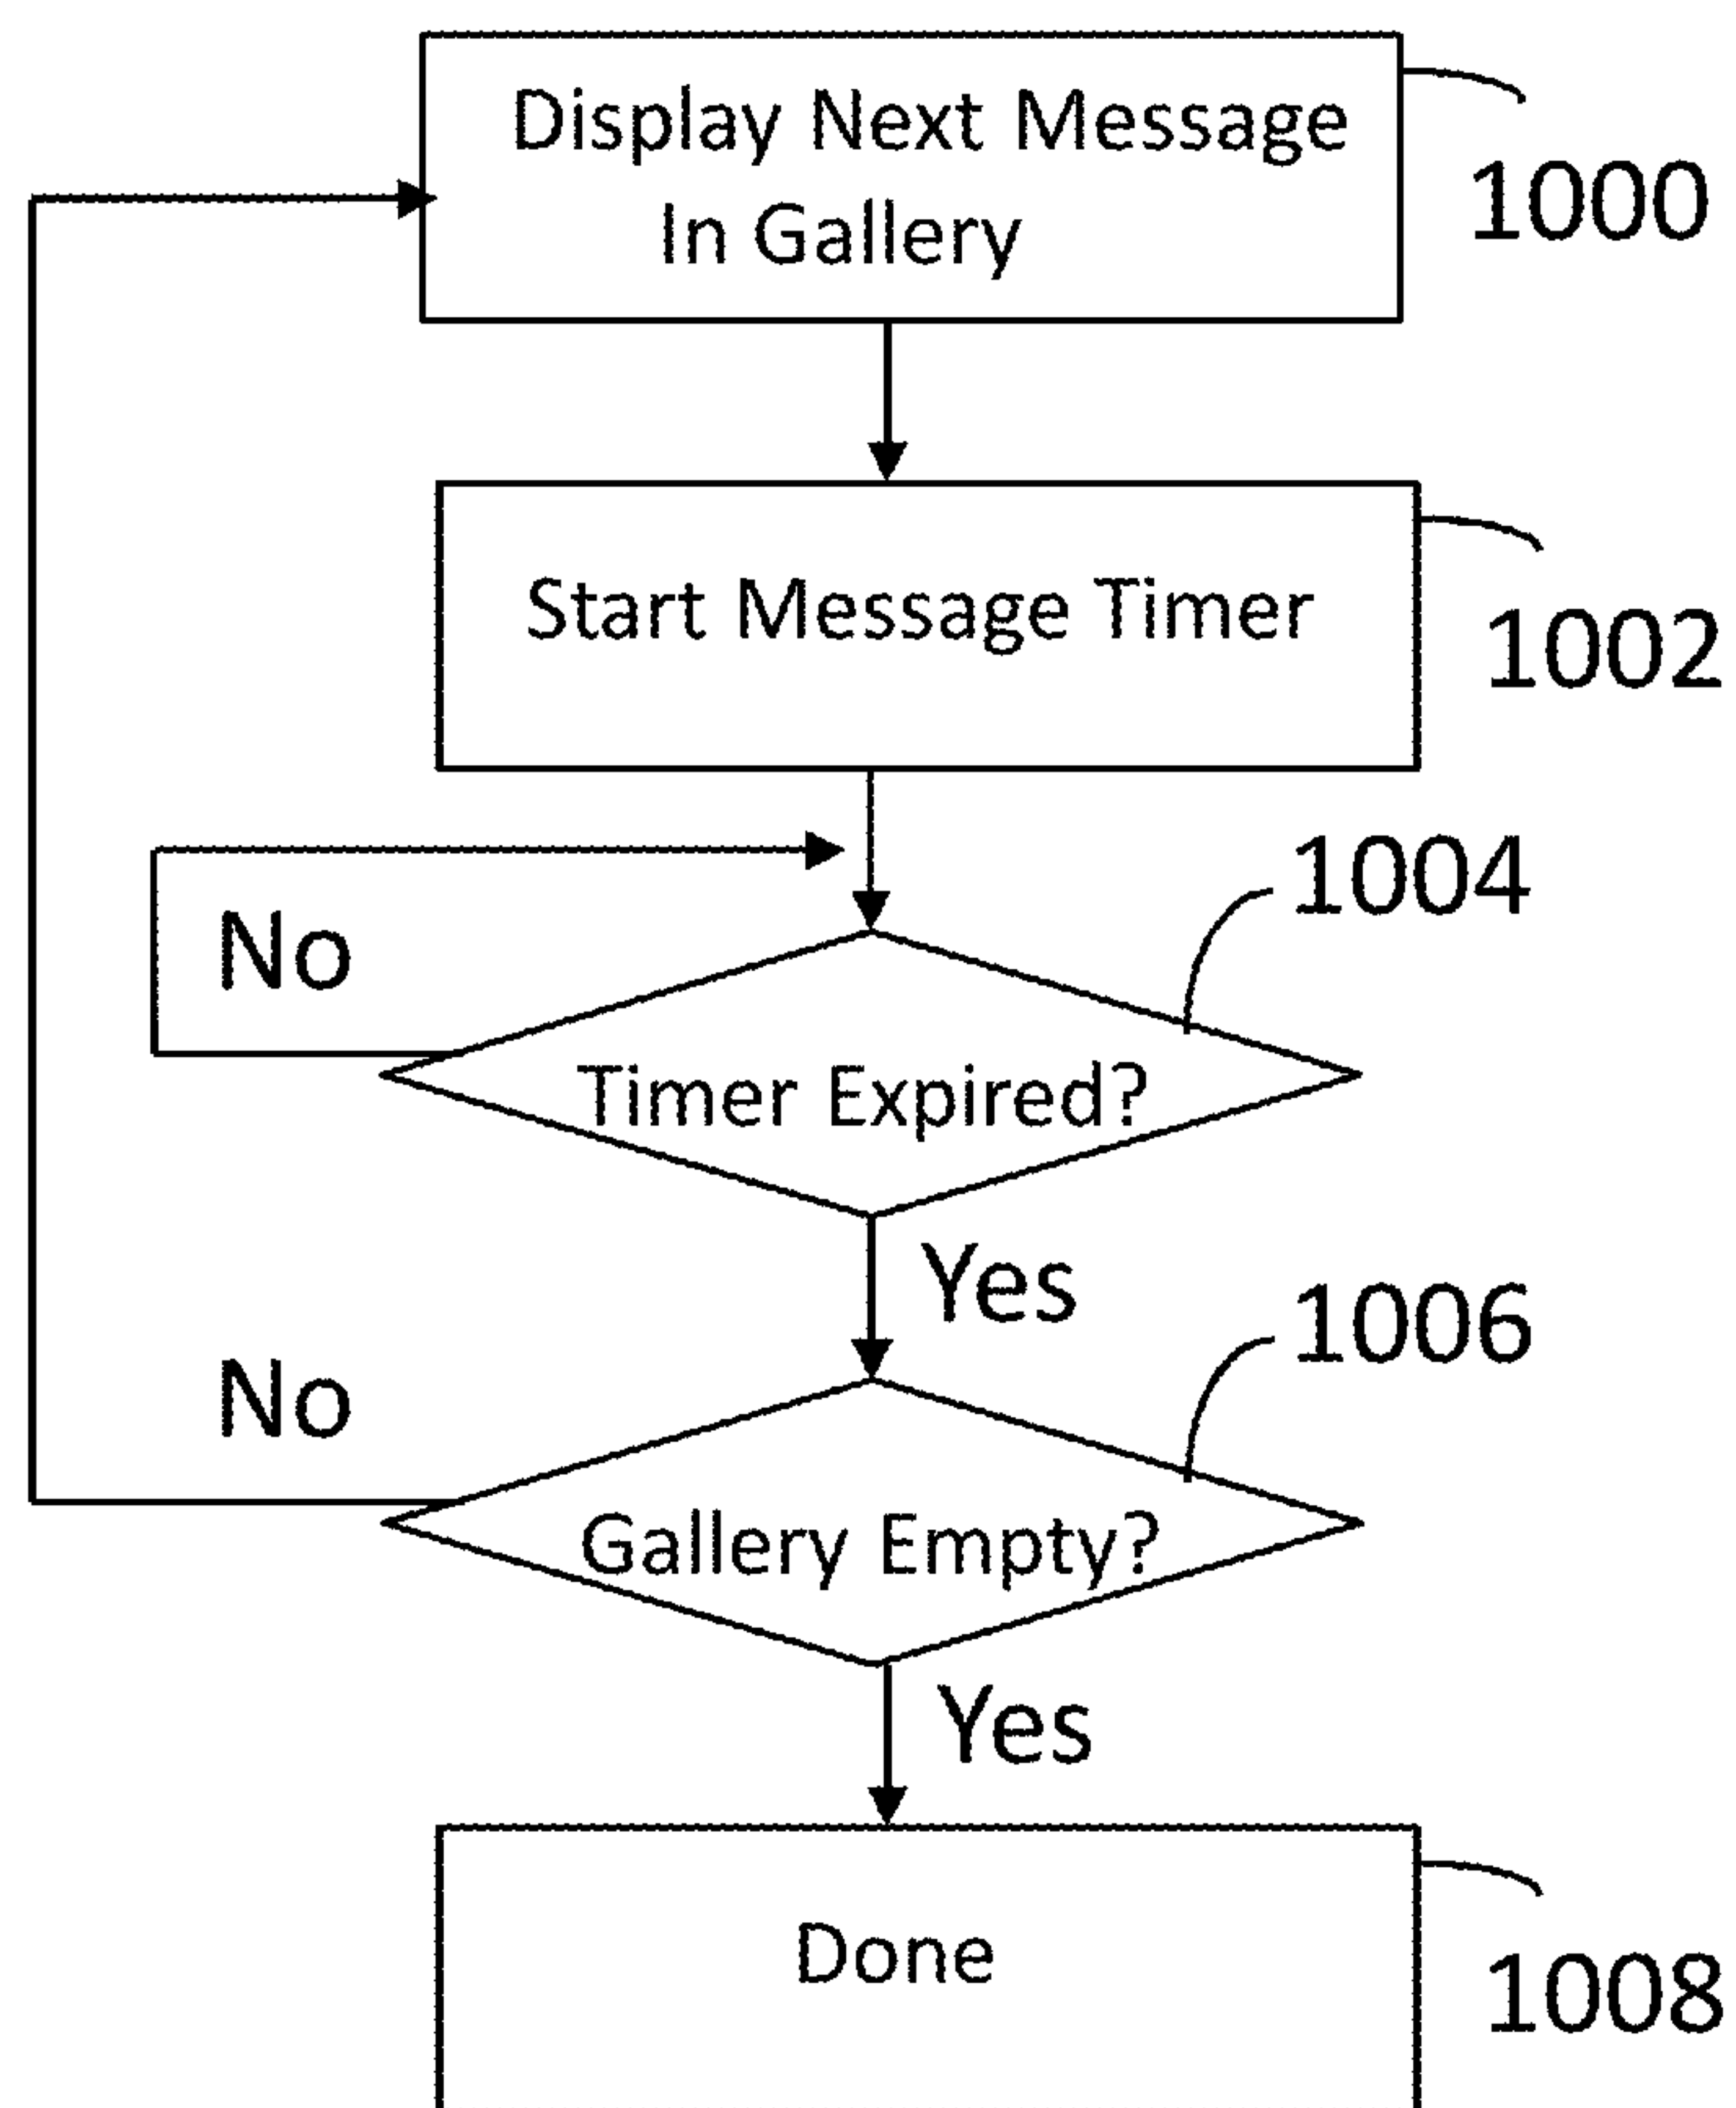 Display Next Message
In Gallery
1000
Start Message Timer
1002
1004
No
Timer Expired?
Yes
1006
No
Gallery Empty?
Yes
Done
1008